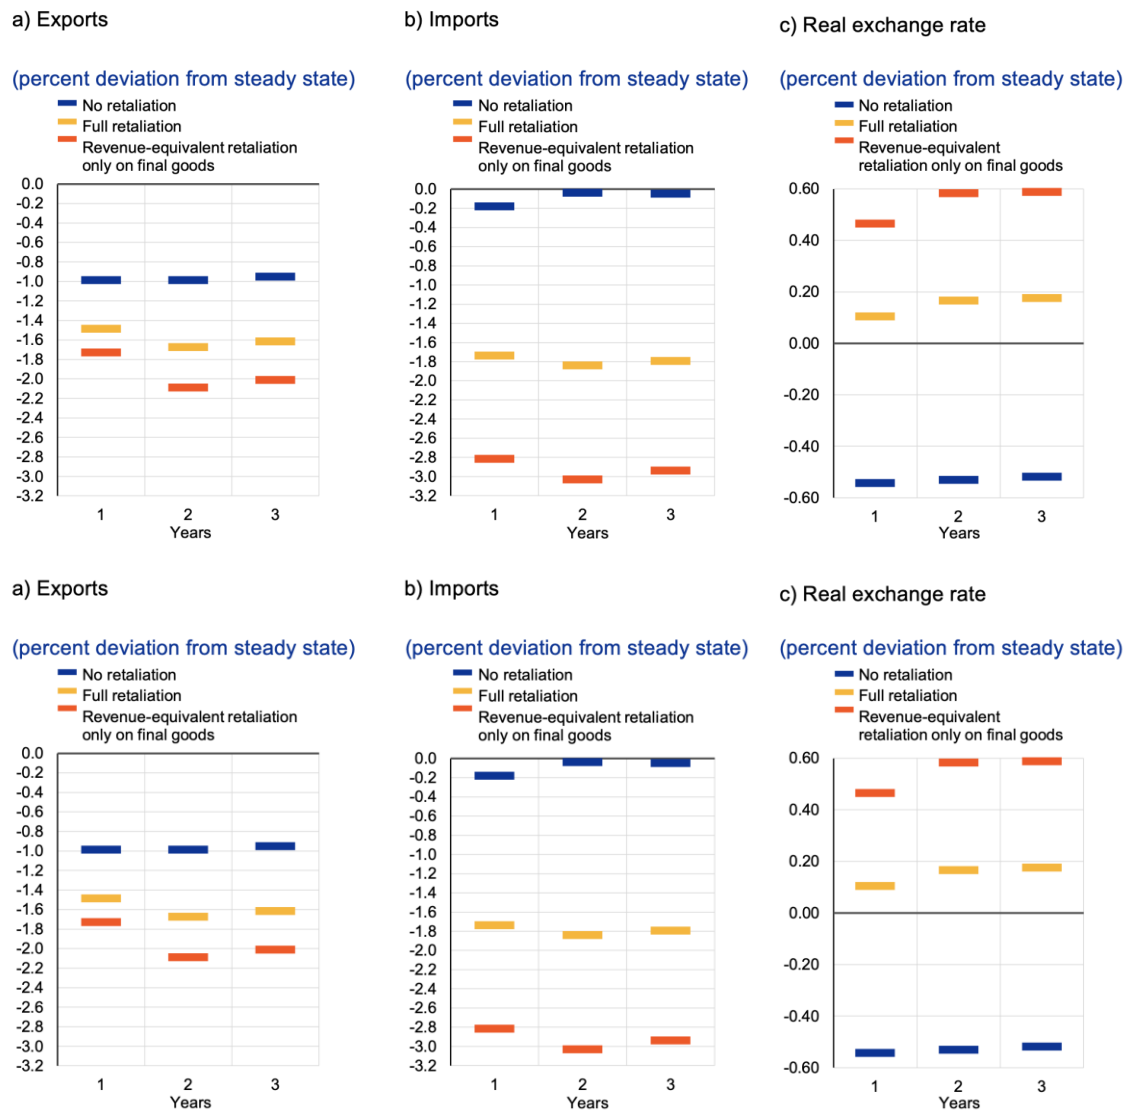 a) Exports
(percent deviation from steady state)
No retaliation
Full retaliation
Revenue-equivalent retaliation
only on final goods
0.0
-0.2
-0.4
-0.6
-0.8
-1.0
-1.2
-1.4
-1.6
-1.8
-2.0
-2.2
-2.4
-2.6
-2.8
-3.0
-3.2
1 2 3
Years
b) Imports
(percent deviation from steady state)
No retaliation
Full retaliation
Revenue-equivalent retaliation
only on final goods
0.0
-0.2
-0.4
-0.6
-0.8
-1.0
-1.2
-1.4
-1.6
-1.8
-2.0
-2.2
-2.4
-2.6
-2.8
-3.0
-3.2
1 2 3
Years
c) Real exchange rate
(percent deviation from steady state)
No retaliation
Full retaliation
Revenue-equivalent
retaliation only on final goods
0.60
0.40
0.20
0.00
-0.20
-0.40
-0.60
1 2 3
Years
a) Exports
(percent deviation from steady state)
No retaliation
Full retaliation
Revenue-equivalent retaliation
only on final goods
0.0
-0.2
-0.4
-0.6
-0.8
-1.0
-1.2
-1.4
-1.6
-1.8
-2.0
-2.2
-2.4
-2.6
-2.8
-3.0
-3.2
1 2 3
Years
b) Imports
(percent deviation from steady state)
No retaliation
Full retaliation
Revenue-equivalent retaliation
only on final goods
0.0
-0.2
-0.4
-0.6
-0.8
-1.0
-1.2
-1.4
-1.6
-1.8
-2.0
-2.2
-2.4
-2.6
-2.8
-3.0
-3.2
1 2 3
Years
c) Real exchange rate
(percent deviation from steady state)
No retaliation
Full retaliation
Revenue-equivalent
retaliation only on final goods
0.60
0.40
0.20
0.00
-0.20
-0.40
-0.60
1 2 3
Years